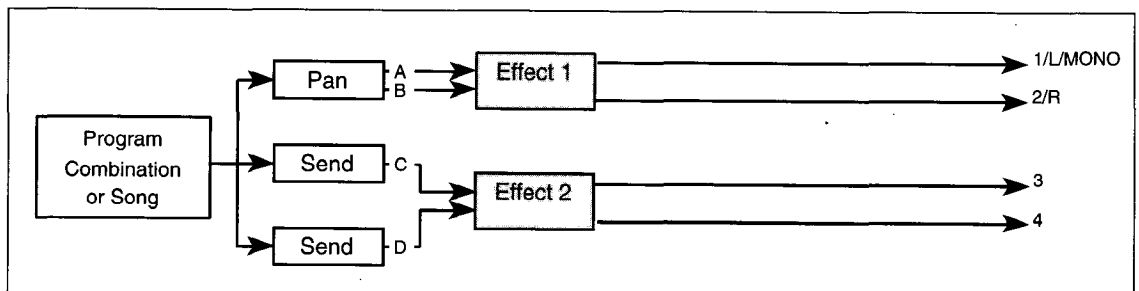 Program
Combination
or Song
Pan
A
B
Effect 1
1/L/MONO
2/R
Send
C
Effect 2
3
4
Send
D